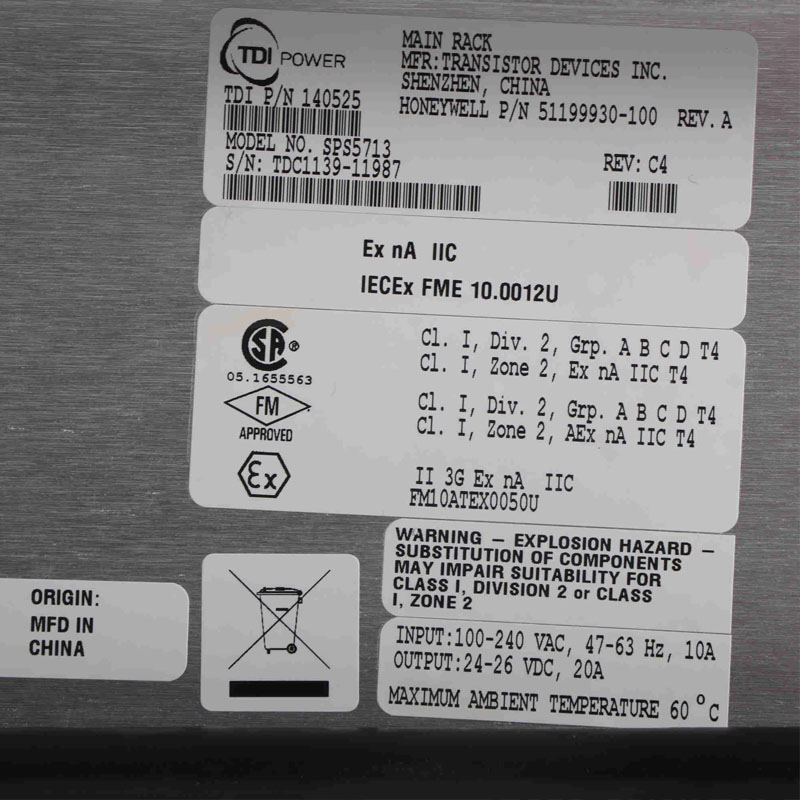 TDI POWER
MAIN RACK
MFR:TRANSISTOR DEVICES INC.
SHENZHEN, CHINA
TDI P/N 140525
HONEYWELL P/N 51199930-100 REV. A
MODEL NO. SPS5713
S/N: TDC1139-11987
REV: C4
Ex nA IIC
IECEx FME 10.0012U
SA ®
05.1655563
FM
APPROVED
Ex
Cl. I, Div. 2, Grp. A B C D T4
Cl. I, Zone 2, Ex nA IIC T4
Cl. I, Div. 2, Grp. A B C D T4
Cl. I, Zone 2, AEx nA IIC T4
II 3G Ex nA IIC
FM10ATEX0050U
WARNING – EXPLOSION HAZARD –
SUBSTITUTION OF COMPONENTS
MAY IMPAIR SUITABILITY FOR
CLASS I, DIVISION 2 or CLASS
I, ZONE 2
ORIGIN:
MFD IN
CHINA
INPUT:100-240 VAC, 47-63 Hz, 10A
OUTPUT:24-26 VDC, 20A
MAXIMUM AMBIENT TEMPERATURE 60 °C